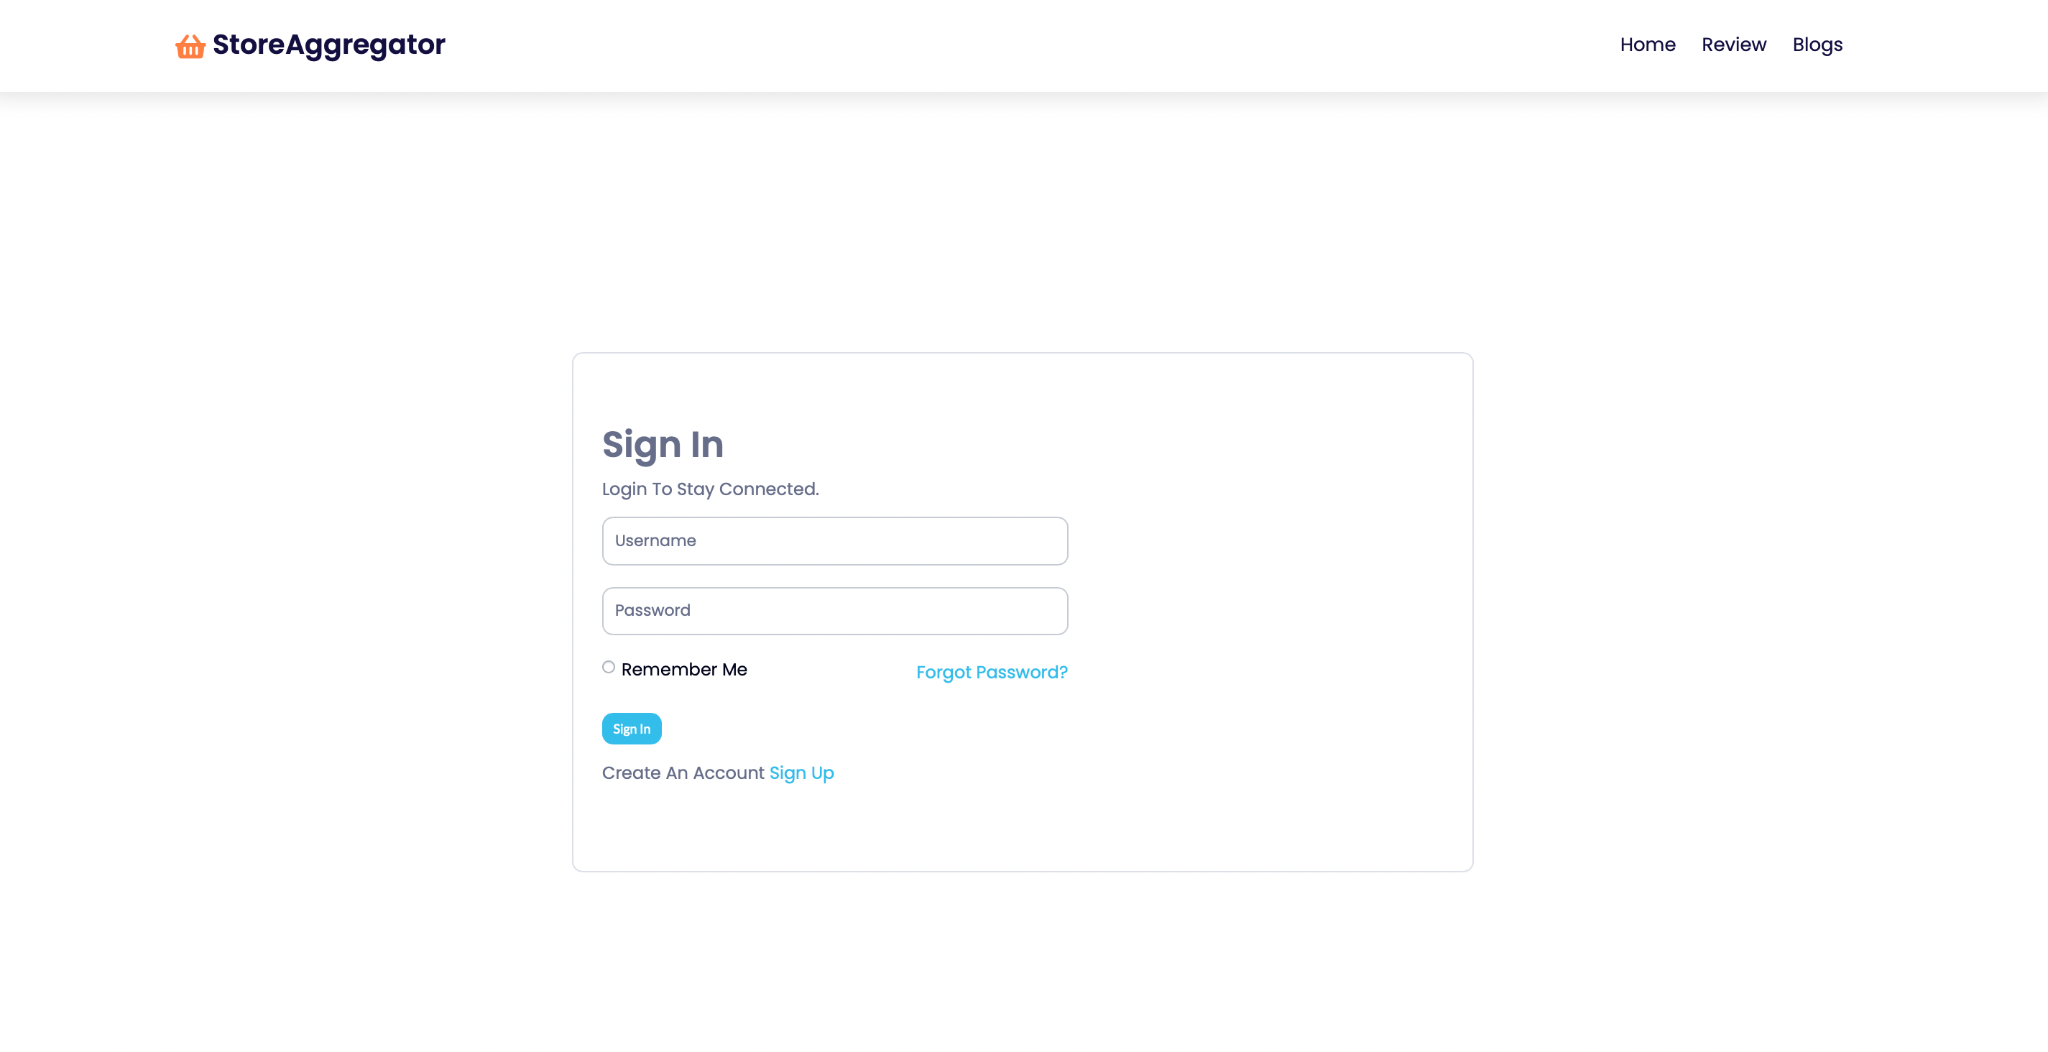 StoreAggregator
Home Review Blogs
Sign In
Login To Stay Connected.
Username
Password
Remember Me Forgot Password?
Sign In
Create An Account Sign Up